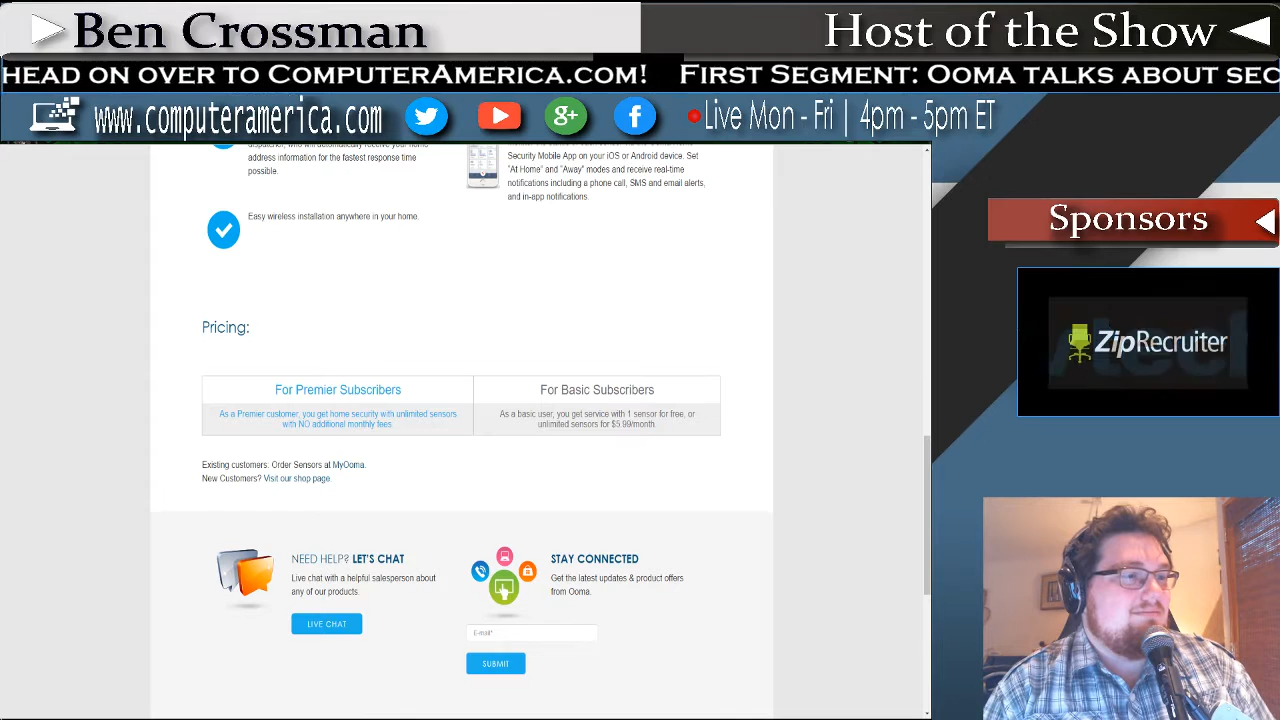 Ben Crossman
Host of the Show
HEAD ON OVER TO COMPUTERAMERICA.COM! FIRST SEGMENT: OOMA TALKS ABOUT SEC
www.computeramerica.com
Live Mon - Fri | 4pm - 5pm ET
dispatcher, who will automatically receive your home
address information for the fastest response time
possible.
Security Mobile App on your iOS or Android device. Set
"At Home" and "Away" modes and receive real-time
notifications including a phone call, SMS and email alerts,
and in-app notifications.
Easy wireless installation anywhere in your home.
Sponsors
ZipRecruiter
Pricing:
For Premier Subscribers
For Basic Subscribers
As a Premier customer, you get home security with unlimited sensors
with NO additional monthly fees.
As a basic user, you get service with 1 sensor for free, or
unlimited sensors for $5.99/month.
Existing customers: Order Sensors at MyOoma.
New Customers? Visit our shop page.
NEED HELP? LET'S CHAT
Live chat with a helpful salesperson about
any of our products.
LIVE CHAT
STAY CONNECTED
Get the latest updates & product offers
from Ooma.
E-mail*
SUBMIT